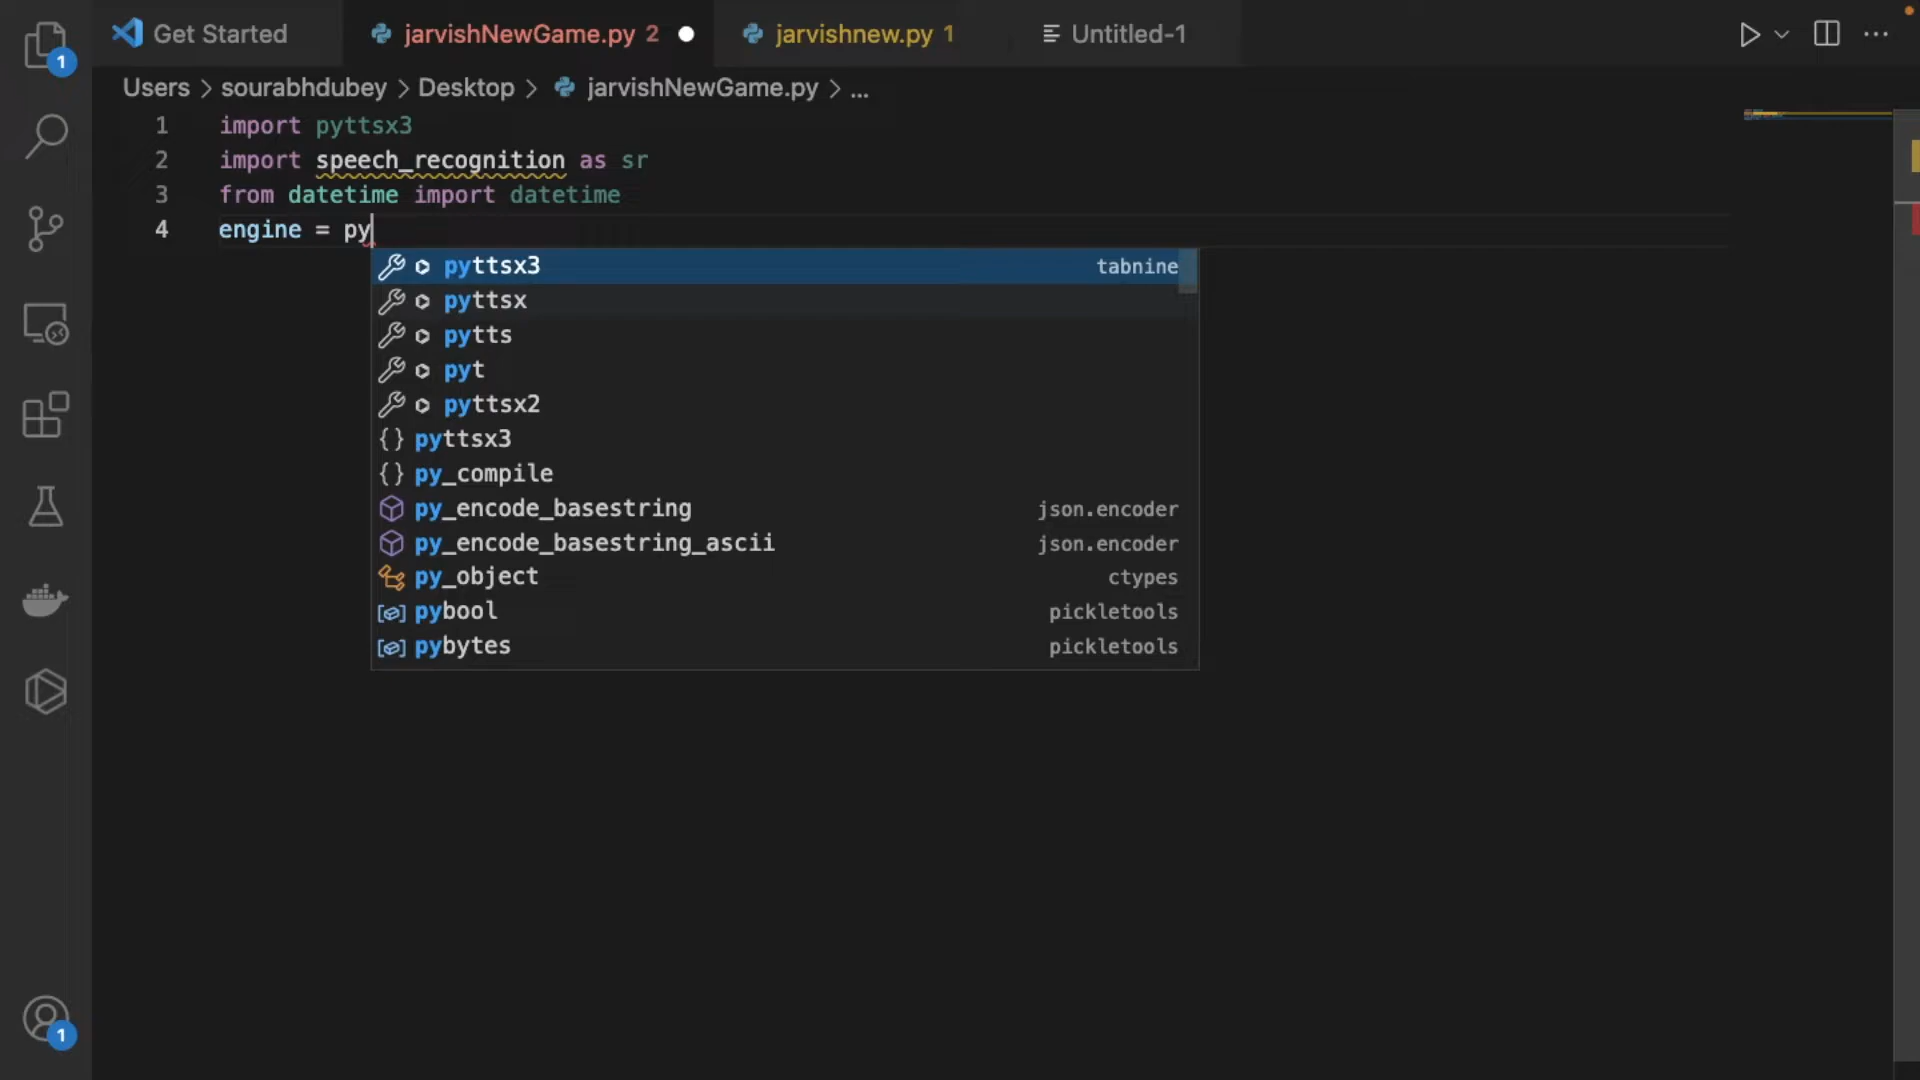 Get Started
jarvishNewGame.py 2
jarvishnew.py 1
Untitled-1
1
Users > sourabhdubey > Desktop > jarvishNewGame.py > ...
1 import pyttsx3
2 import speech_recognition as sr
3 from datetime import datetime
4 engine = py
pyttsx3 tabnine
pyttsx
pytts
pyt
pyttsx2
pyttsx3
py_compile
py_encode_basestring json.encoder
py_encode_basestring_ascii json.encoder
py_object ctypes
pybool pickletools
pybytes pickletools
1